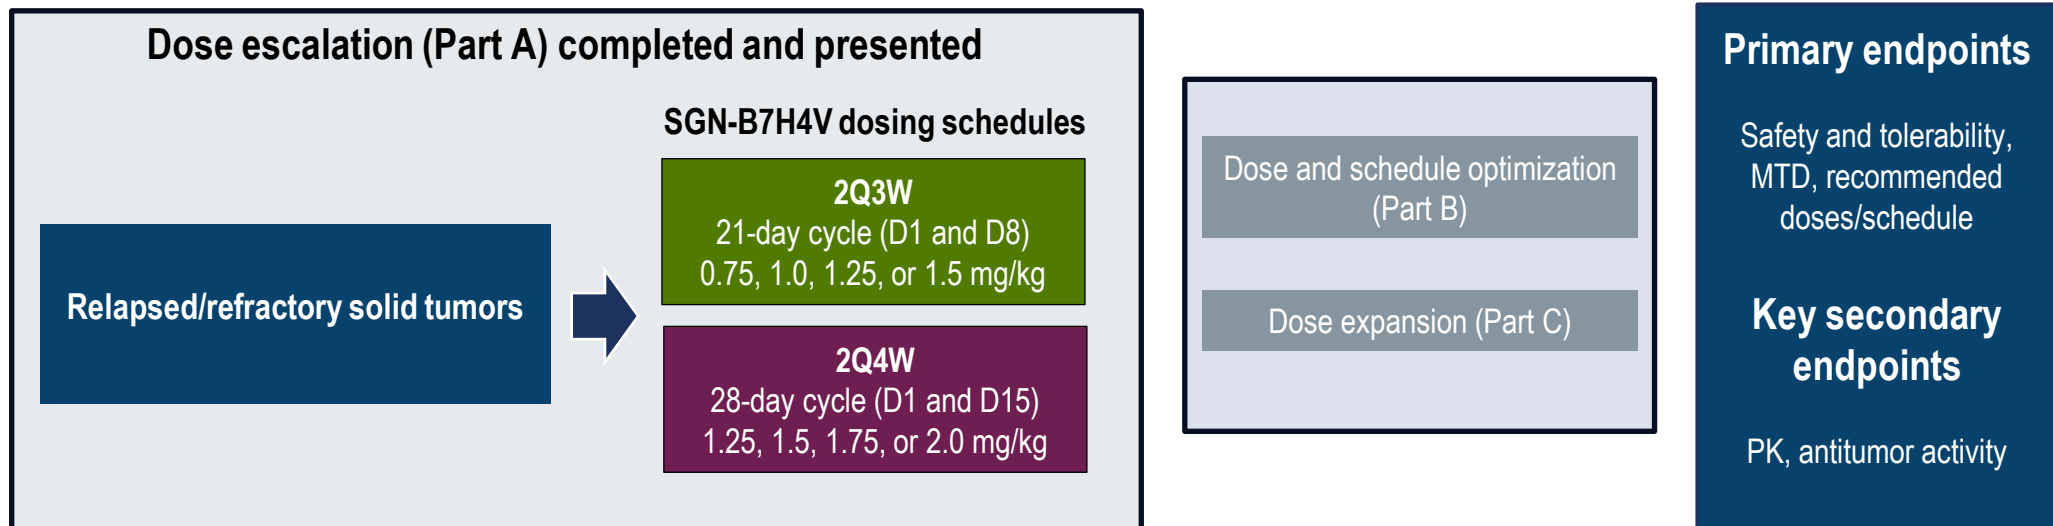 Dose escalation (Part A) completed and presented
SGN-B7H4V dosing schedules
Relapsed/refractory solid tumors
2Q3W
21-day cycle (D1 and D8)
0.75, 1.0, 1.25, or 1.5 mg/kg
2Q4W
28-day cycle (D1 and D15)
1.25, 1.5, 1.75, or 2.0 mg/kg
Dose and schedule optimization
(Part B)
Dose expansion (Part C)
Primary endpoints
Safety and tolerability,
MTD, recommended
doses/schedule
Key secondary
endpoints
PK, antitumor activity